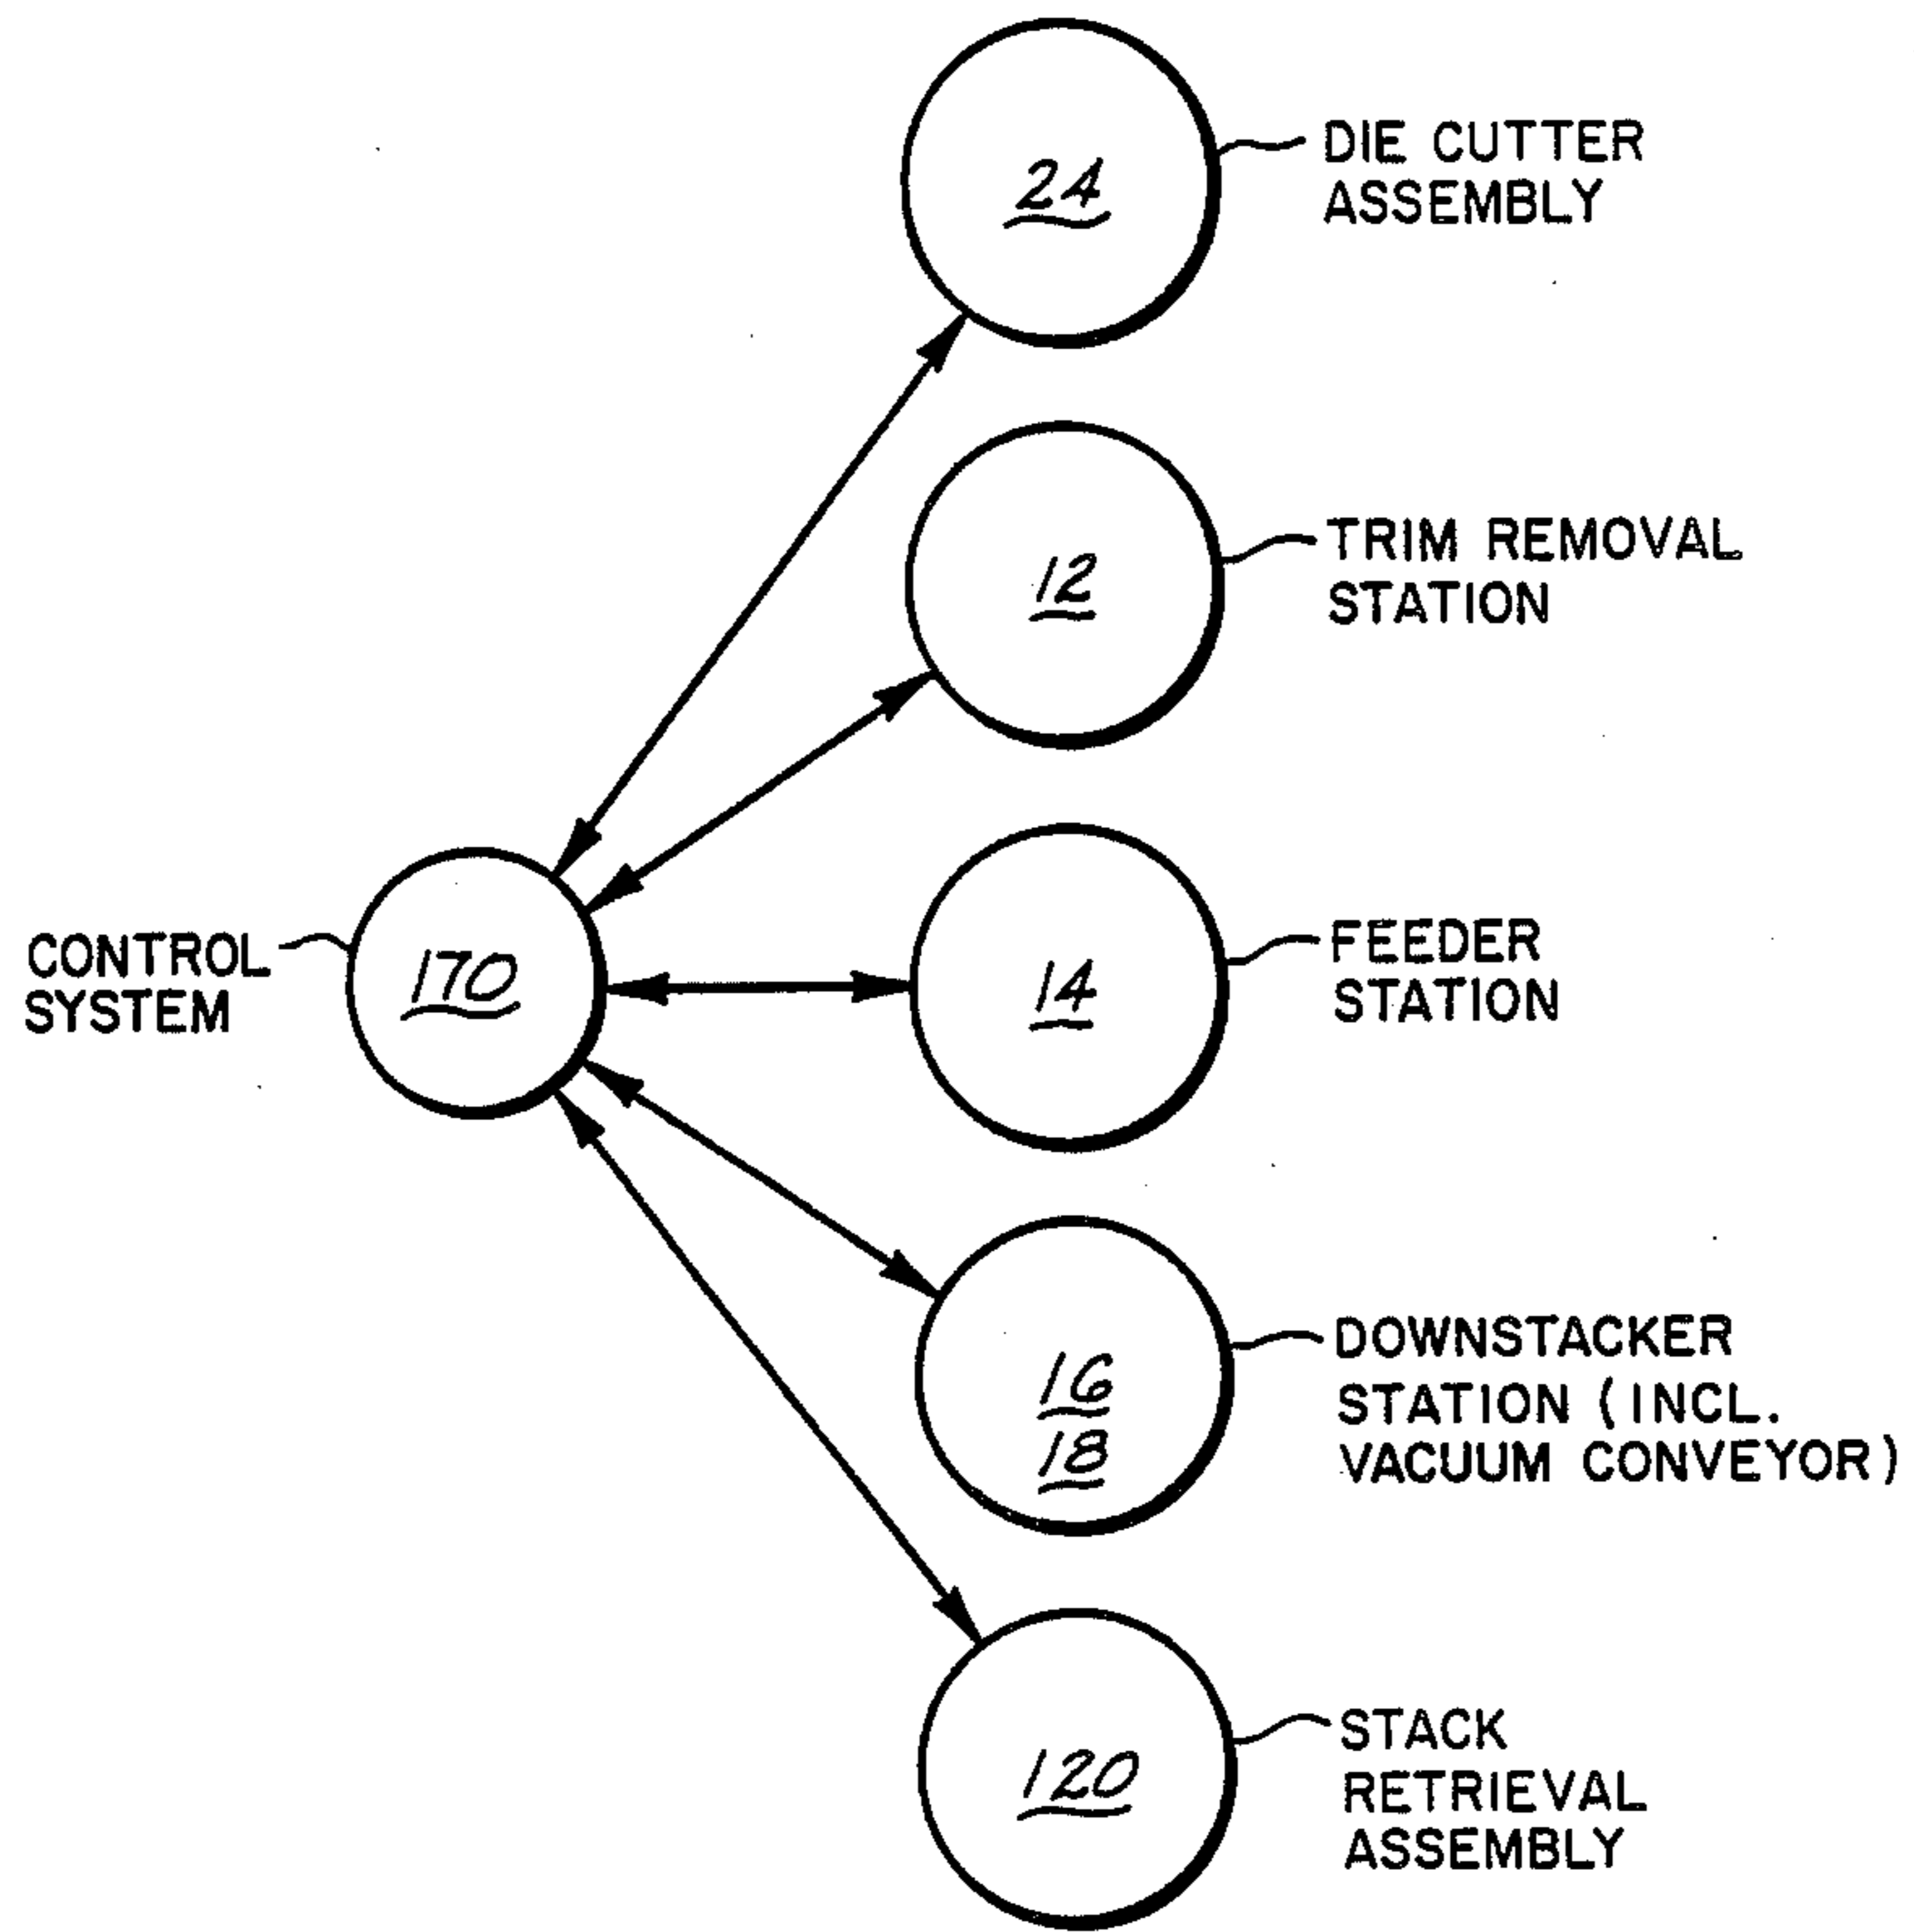 24
DIE CUTTER
ASSEMBLY
12
TRIM REMOVAL
STATION
CONTROL
SYSTEM
170
14
FEEDER
STATION
16
18
DOWNSTACKER
STATION (INCL.
VACUUM CONVEYOR)
120
STACK
RETRIEVAL
ASSEMBLY